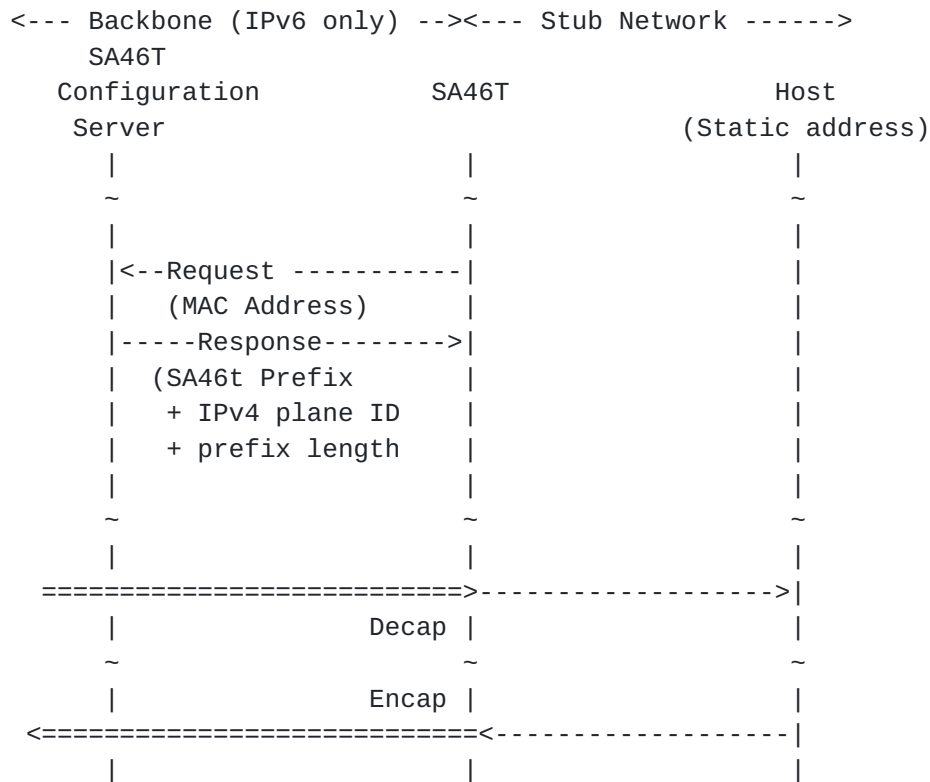 <--- Backbone (IPv6 only) --><--- Stub Network ------>
     SA46T
   Configuration           SA46T                 Host
    Server                                 (Static address)
      |                      |                    |
      ~                      ~                    ~
      |                      |                    |
      |<--Request -----------|                    |
      |   (MAC Address)      |                    |
      |-----Response-------->|                    |
      |  (SA46t Prefix       |                    |
      |   + IPv4 plane ID    |                    |
      |   + prefix length    |                    |
      |                      |                    |
      ~                      ~                    ~
      |                      |                    |
  ===========================>------------------->|
      |                Decap |                    |
      ~                      ~                    ~
      |                Encap |                    |
 <============================<-------------------|
      |                      |                    |